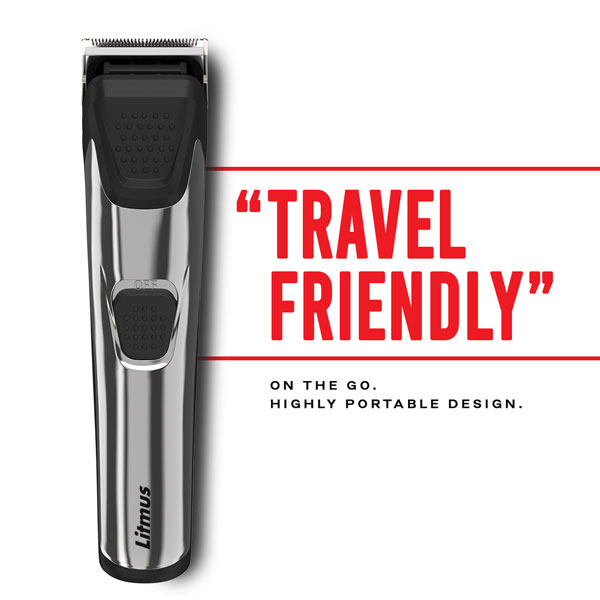 “TRAVEL
FRIENDLY”
ON THE GO.
HIGHLY PORTABLE DESIGN.
OFF
Litmus